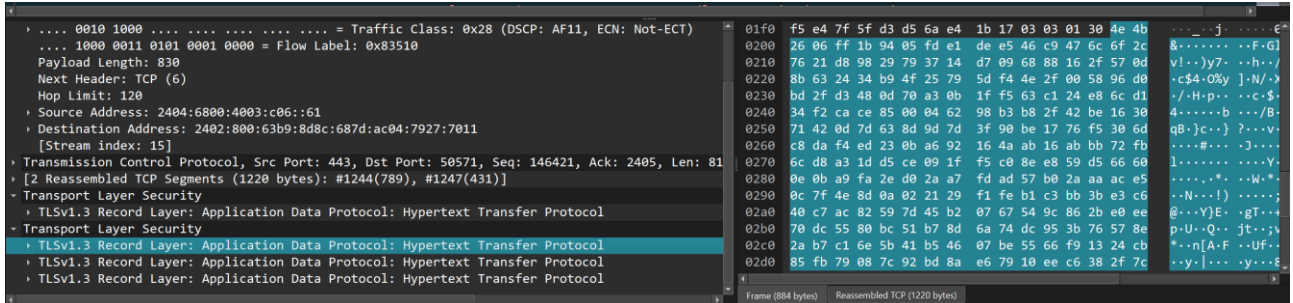 .... 0010 1000 .... .... .... .... .... = Traffic Class: 0x28 (DSCP: AF11, ECN: Not-ECT)
.... 1000 0011 0101 0001 0000 = Flow Label: 0x83510
Payload Length: 830
Next Header: TCP (6)
Hop Limit: 120
Source Address: 2404:6800:4003:c06::61
Destination Address: 2402:800:63b9:8d8c:687d:ac04:7927:7011
[Stream index: 15]
Transmission Control Protocol, Src Port: 443, Dst Port: 50571, Seq: 146421, Ack: 2405, Len: 81
[2 Reassembled TCP Segments (1220 bytes): #1244(789), #1247(431)]
Transport Layer Security
TLSv1.3 Record Layer: Application Data Protocol: Hypertext Transfer Protocol
Transport Layer Security
TLSv1.3 Record Layer: Application Data Protocol: Hypertext Transfer Protocol
TLSv1.3 Record Layer: Application Data Protocol: Hypertext Transfer Protocol
TLSv1.3 Record Layer: Application Data Protocol: Hypertext Transfer Protocol
01f0 f5 e4 7f 5f d3 d5 6a e4 1b 17 03 03 01 30 4e 4b ..._..j. .....0
0200 26 06 ff 1b 94 05 fd e1 de e5 46 c9 47 6c 6f 2c &....... ..F.Gl
0210 76 21 d8 98 29 79 37 14 d7 09 68 88 16 2f 57 0d v!..)y7. ..h../
0220 8b 63 24 34 b9 4f 25 79 5d f4 4e 2f 00 58 96 d0 .c$4.O%y ].N/.X
0230 bd 2f d3 48 0d 70 a3 0b 1f f5 63 c1 24 e8 6c d1 ./.H.p.. ..c.$.
0240 34 f2 ca ce 85 00 04 62 98 b3 b8 2f 42 be 16 30 4......b .../B.
0250 71 42 0d 7d 63 8d 9d 7d 3f 90 be 17 76 f5 30 6d qB.}c..} ?...v.
0260 c8 da f4 ed 23 0b a6 92 16 4a ab 16 ab bb 72 fb ....#... .J....
0270 6c d8 a3 1d d5 ce 09 1f f5 c0 8e e8 59 d5 66 60 l....... ....Y.
0280 0e 0b a9 fa 2e d0 2a a7 fd ad 57 b0 2a aa ac e5 ......*. ..W.*.
0290 0c 7f 4e 8d 0a 02 21 29 f1 fe b1 c3 bb 3b e3 c6 ..N...!) .....;
02a0 40 c7 ac 82 59 7d 45 b2 07 67 54 9c 86 2b e0 ee @...Y}E. .gT..+
02b0 70 dc 55 80 bc 51 b7 8d 6a 74 dc 95 3b 76 57 8e p.U..Q.. jt..;v
02c0 2a b7 c1 6e 5b 41 b5 46 07 be 55 66 f9 13 24 cb *..n[A.F ..Uf..
02d0 85 fb 79 08 7c 92 bd 8a e6 79 10 ee c6 38 2f 7c ..y.|... .y...8
Frame (884 bytes) Reassembled TCP (1220 bytes)